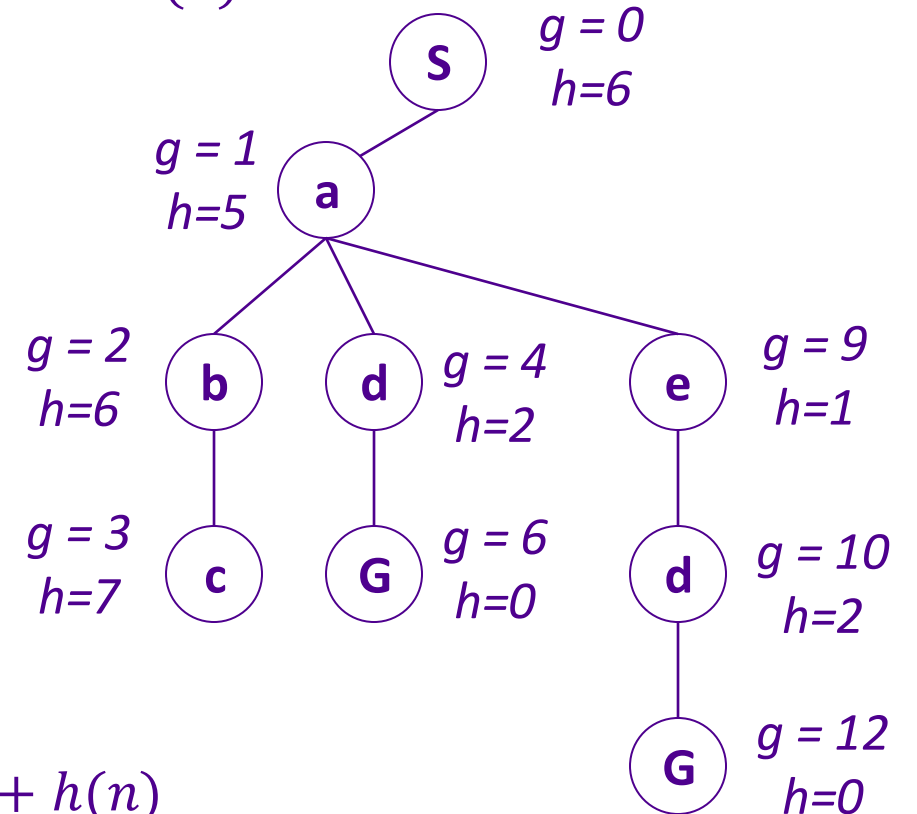 ( )
S
g = 0
h=6
g = 1
h=5
a
g = 2
h=6
b
d
g = 4
h=2
e
g = 9
h=1
g = 3
h=7
c
G
g = 6
h=0
d
g = 10
h=2
G
g = 12
h=0
+ h(n)